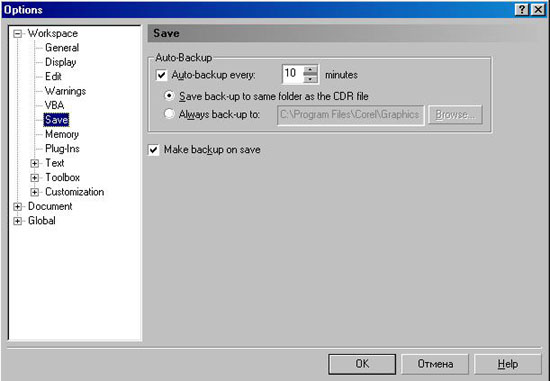 Options
Workspace
General
Display
Edit
Warnings
VBA
Save
Memory
Plug-Ins
Text
Toolbox
Customization
Document
Global
Save
Auto-Backup
Auto-backup every: 10 minutes
Save back-up to same folder as the CDR file
Always back-up to: C:\Program Files\Corel\Graphics Browse...
Make backup on save
OK Отмена Help